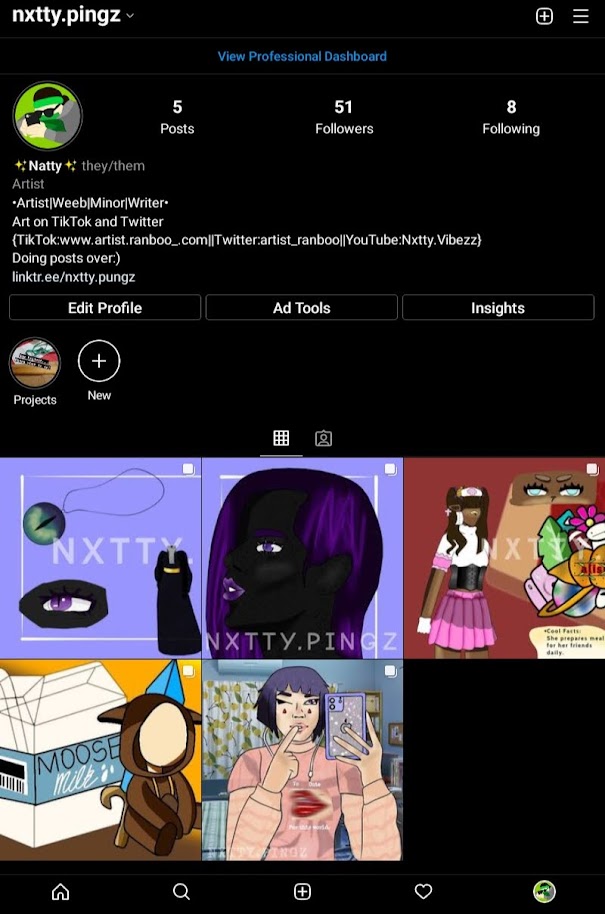 nxtty.pingz
View Professional Dashboard
5
Posts
51
Followers
8
Following
✨Natty✨ they/them
Artist
•Artist|Weeb|Minor|Writer•
Art on TikTok and Twitter
{TikTok:www.artist.ranboo_.com||Twitter:artist_ranboo||YouTube:Nxtty.Vibezz}
Doing posts over:)
linktr.ee/nxtty.pungz
Edit Profile
Ad Tools
Insights
Projects
New
NXTTY.
NXTTY.PINGZ
NXTTY
•Cool Facts:
She prepares meal
for her friends
daily.
MOOSE
Milk
NXTTY.PINGZ